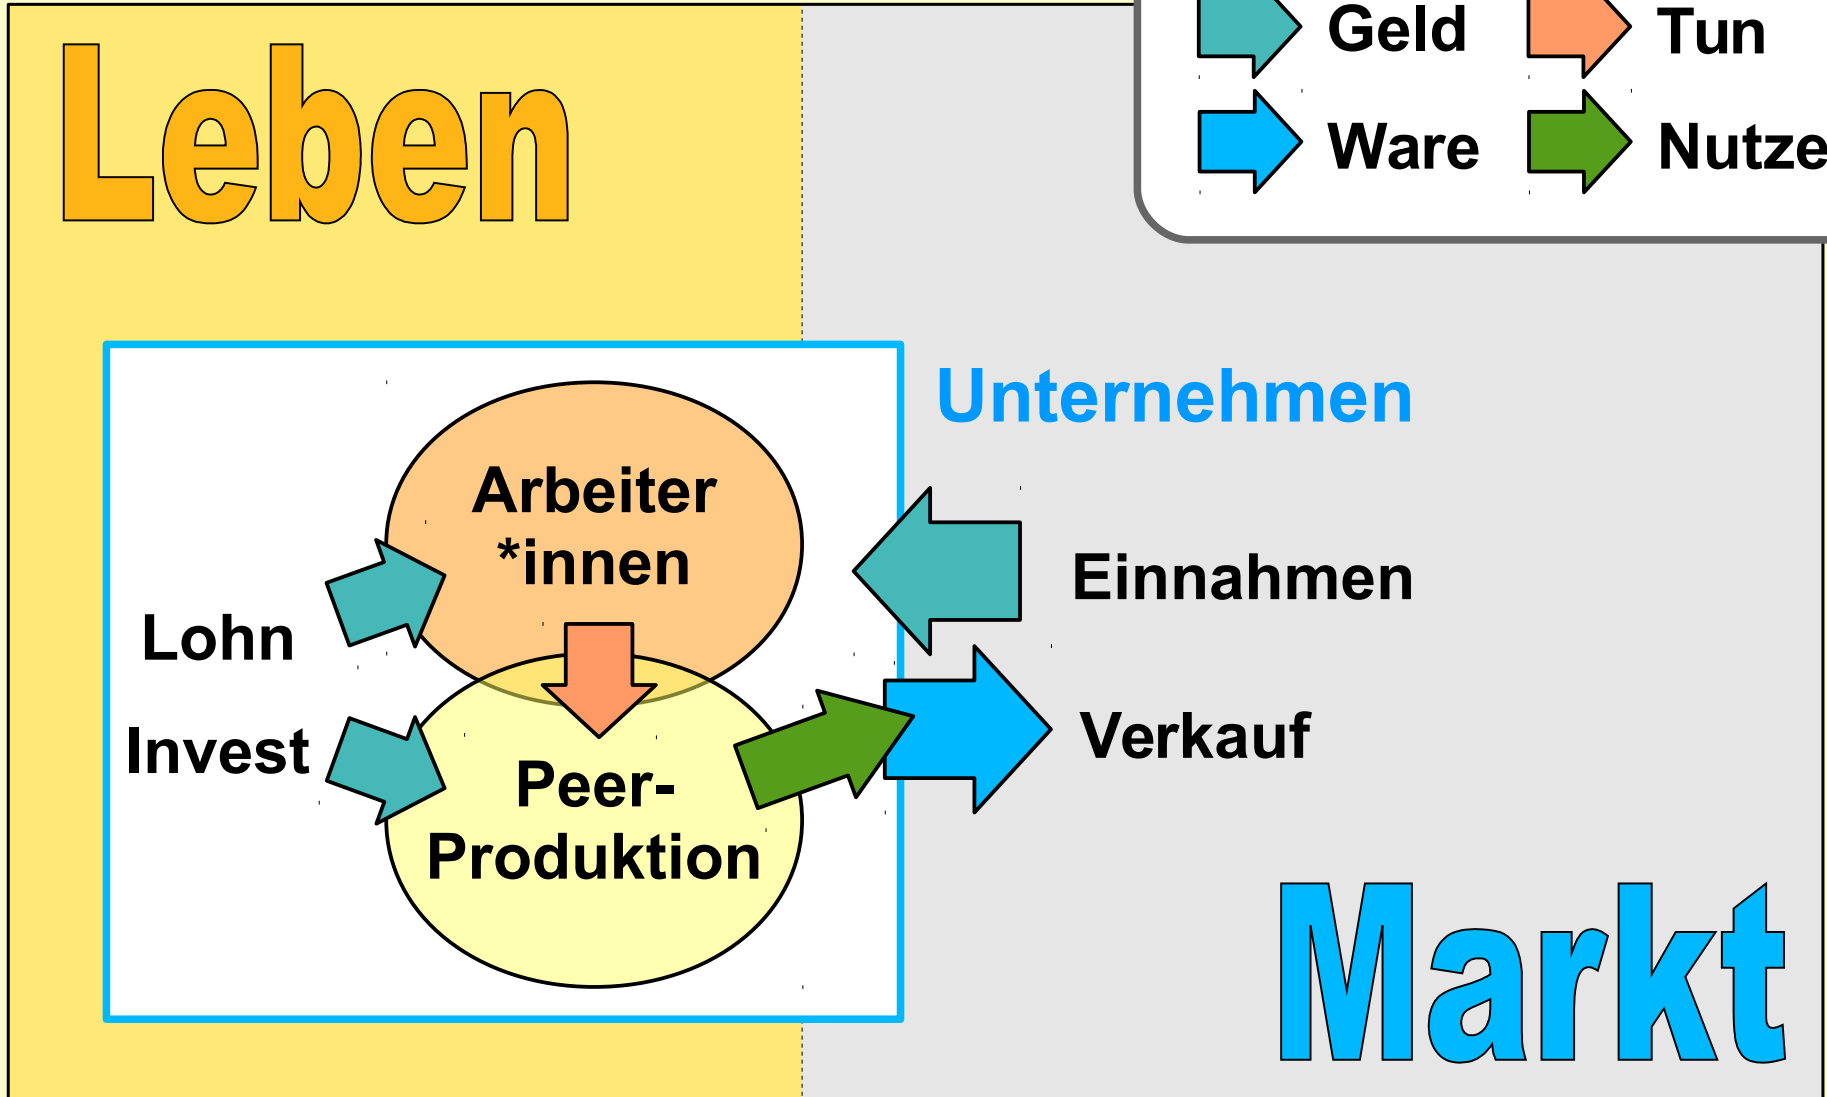 Geld
Tun
Ware
Nutze
Leben
Unternehmen
Arbeiter
*innen
Einnahmen
Lohn
Verkauf
Invest
Peer-
Produktion
Markt